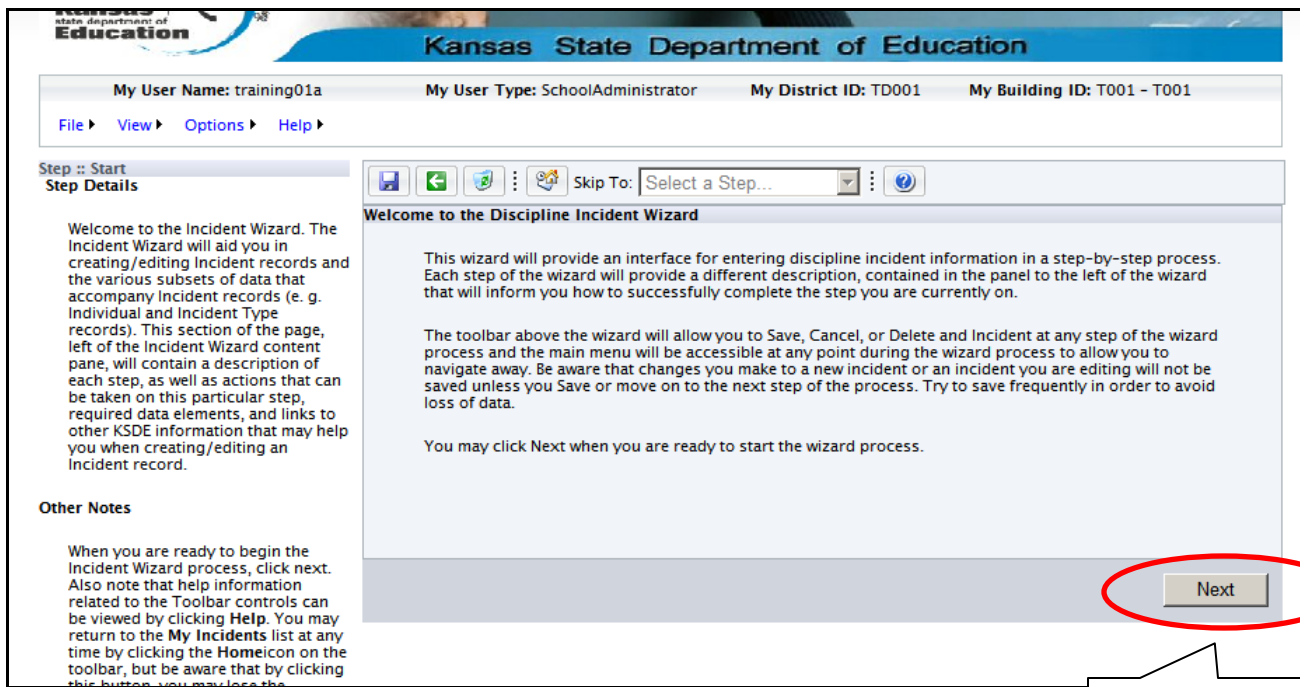 Kansas
state department of
Education
98
Kansas State Department of Education
My User Name: training01a My User Type: SchoolAdministrator My District ID: TD001 My Building ID: T001 - T001
File View Options Help
Step :: Start
Step Details
Welcome to the Incident Wizard. The
Incident Wizard will aid you in
creating/editing Incident records and
the various subsets of data that
accompany Incident records (e. g.
Individual and Incident Type
records). This section of the page,
left of the Incident Wizard content
pane, will contain a description of
each step, as well as actions that can
be taken on this particular step,
required data elements, and links to
other KSDE information that may help
you when creating/editing an
Incident record.
Other Notes
When you are ready to begin the
Incident Wizard process, click next.
Also note that help information
related to the Toolbar controls can
be viewed by clicking Help. You may
return to the My Incidents list at any
time by clicking the Homeicon on the
toolbar, but be aware that by clicking
this button, you may lose the
Skip To: Select a Step...
Welcome to the Discipline Incident Wizard
This wizard will provide an interface for entering discipline incident information in a step-by-step process.
Each step of the wizard will provide a different description, contained in the panel to the left of the wizard
that will inform you how to successfully complete the step you are currently on.
The toolbar above the wizard will allow you to Save, Cancel, or Delete and Incident at any step of the wizard
process and the main menu will be accessible at any point during the wizard process to allow you to
navigate away. Be aware that changes you make to a new incident or an incident you are editing will not be
saved unless you Save or move on to the next step of the process. Try to save frequently in order to avoid
loss of data.
You may click Next when you are ready to start the wizard process.
Next